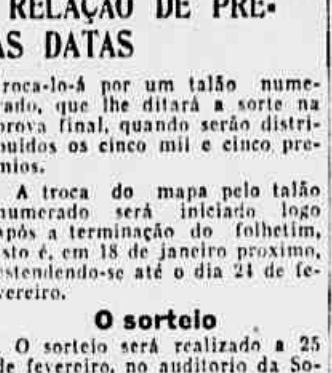 RELAÇÃO DE PRE-
AS DATAS
troca-lo-á por um talão nume-
rado, que lhe ditará a sorte na
prova final, quando serão distri-
buidos os cinco mil e cinco pre-
mios.
A troca do mapa pelo talão
numerado será iniciado logo
após a terminação do folhetim,
isto é, em 18 de janeiro proximo,
estendendo-se até o dia 24 de fe-
vereiro.
O sorteio
O sorteio será realizado a 25
de fevereiro, no auditorio da So-